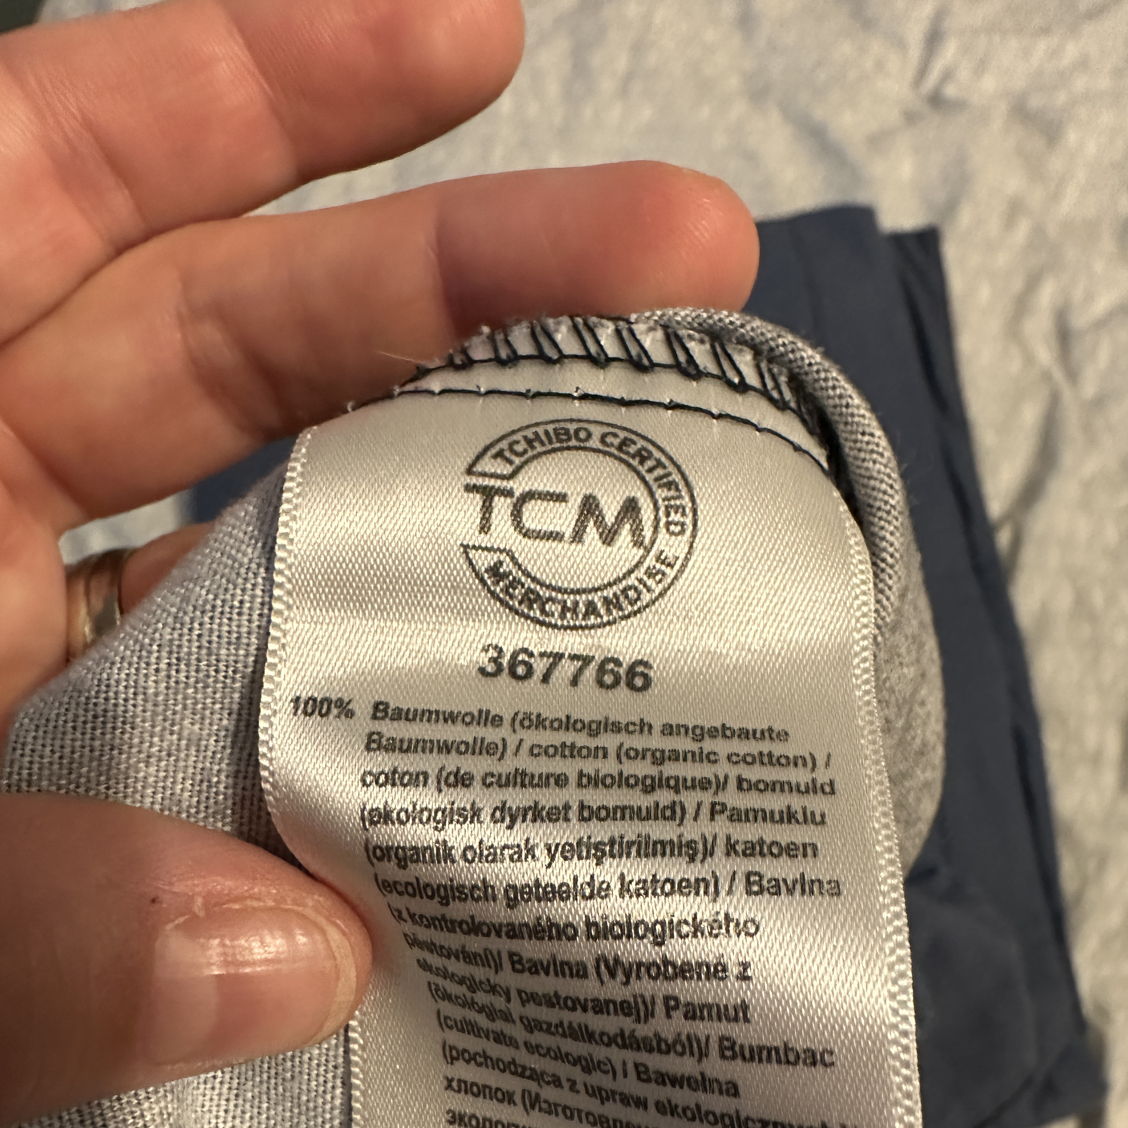 TCHIBO CERTIFIED
TCM
MERCHANDISE
367766
100% Baumwolle (ökologisch angebaute
Baumwolle) / cotton (organic cotton) /
coton (de culture biologique)/ bomuld
(økologisk dyrket bomuld) / Pamuklu
(organik olarak yetiştirilmiş)/ katoen
(ecologisch geteelde katoen) / Bavlna
(z kontrolovaného biologického
pěstování)/ Bavlna (Vyrobené z
ekologicky pestovanej)/ Pamut
(ökológiai gazdálkodásból)/ Bumbac
(cultivate ecologic) / Bawełna
(pochodząca z upraw ekologicznych)
хлопок (Изготовлено